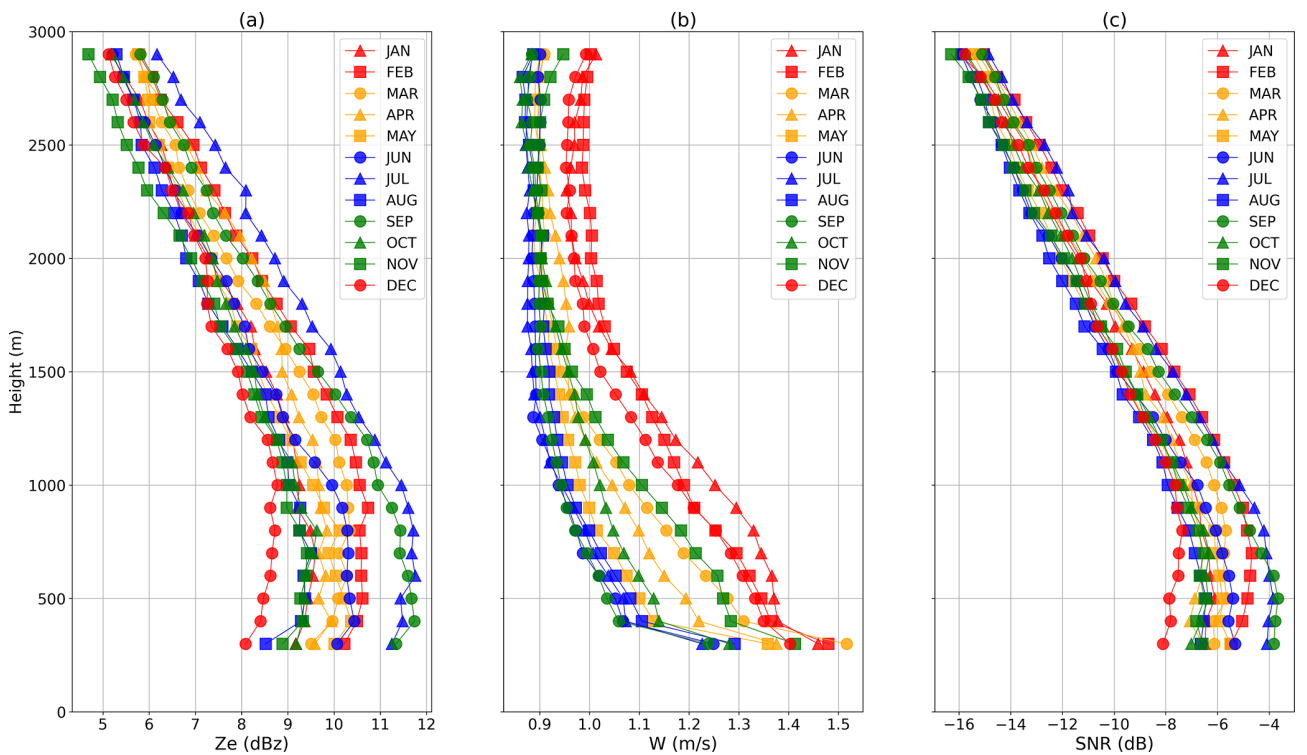 (a)
(b)
(c)
3000
2500
2000
1500
1000
500
0
Height (m)
JAN
FEB
MAR
APR
MAY
JUN
JUL
AUG
SEP
OCT
NOV
DEC
5 6 7 8 9 10 11 12
Ze (dBz)
JAN
FEB
MAR
APR
MAY
JUN
JUL
AUG
SEP
OCT
NOV
DEC
0.9 1.0 1.1 1.2 1.3 1.4 1.5
W (m/s)
JAN
FEB
MAR
APR
MAY
JUN
JUL
AUG
SEP
OCT
NOV
DEC
−16 −14 −12 −10 −8 −6 −4
SNR (dB)